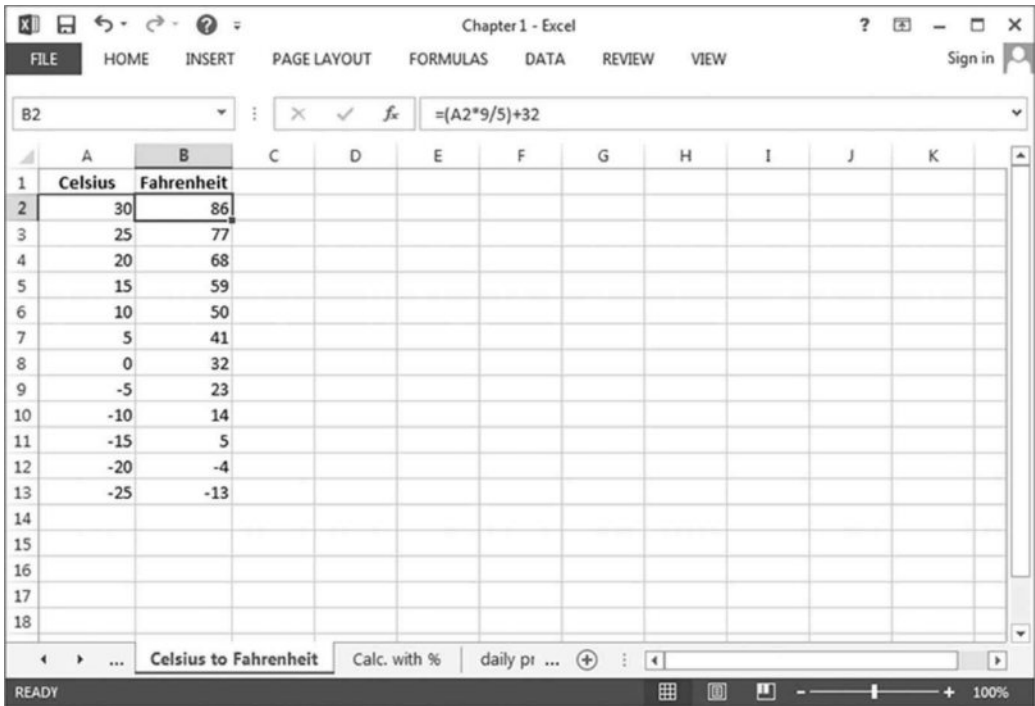 Chapter 1 - Excel
?
FILE HOME INSERT PAGE LAYOUT FORMULAS DATA REVIEW VIEW Sign in
B2 fx =(A2*9/5)+32
A B C D E F G H I J K
1 Celsius Fahrenheit
2 30 86
3 25 77
4 20 68
5 15 59
6 10 50
7 5 41
8 0 32
9 -5 23
10 -10 14
11 -15 5
12 -20 -4
13 -25 -13
14
15
16
17
18
... Celsius to Fahrenheit Calc. with % daily pr ...
READY 100%